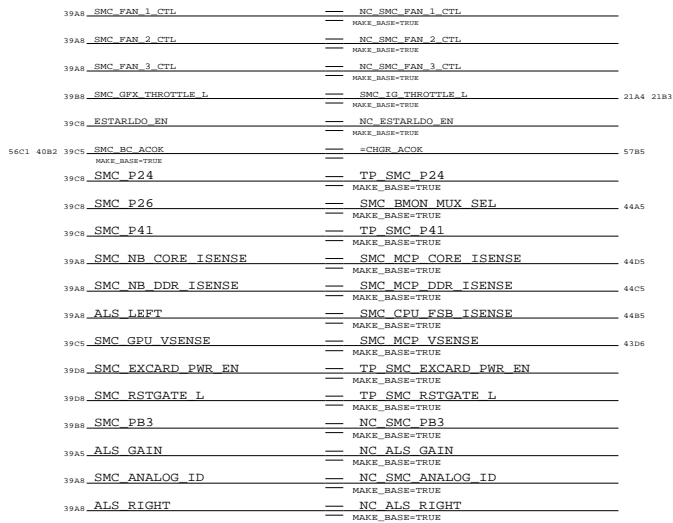 39A8 SMC_FAN_1_CTL NC_SMC_FAN_1_CTL
MAKE_BASE=TRUE
39A8 SMC_FAN_2_CTL NC_SMC_FAN_2_CTL
MAKE_BASE=TRUE
39A8 SMC_FAN_3_CTL NC_SMC_FAN_3_CTL
MAKE_BASE=TRUE
39B8 SMC_GFX_THROTTLE_L SMC_IG_THROTTLE_L 21A4 21B3
MAKE_BASE=TRUE
39C8 ESTARLDO_EN NC_ESTARLDO_EN
MAKE_BASE=TRUE
56C1 40B2 39C5 SMC_BC_ACOK =CHGR_ACOK 57B5
MAKE_BASE=TRUE
39C8 SMC_P24 TP_SMC_P24
MAKE_BASE=TRUE
39C8 SMC_P26 SMC_BMON_MUX_SEL 44A5
MAKE_BASE=TRUE
39C8 SMC_P41 TP_SMC_P41
MAKE_BASE=TRUE
39A8 SMC_NB_CORE_ISENSE SMC_MCP_CORE_ISENSE 44D5
MAKE_BASE=TRUE
39A8 SMC_NB_DDR_ISENSE SMC_MCP_DDR_ISENSE 44C5
MAKE_BASE=TRUE
39A8 ALS_LEFT SMC_CPU_FSB_ISENSE 44B5
MAKE_BASE=TRUE
39C5 SMC_GPU_VSENSE SMC_MCP_VSENSE 43D6
MAKE_BASE=TRUE
39D8 SMC_EXCARD_PWR_EN TP_SMC_EXCARD_PWR_EN
MAKE_BASE=TRUE
39D8 SMC_RSTGATE_L TP_SMC_RSTGATE_L
MAKE_BASE=TRUE
39B8 SMC_PB3 NC_SMC_PB3
MAKE_BASE=TRUE
39A5 ALS_GAIN NC_ALS_GAIN
MAKE_BASE=TRUE
39A8 SMC_ANALOG_ID NC_SMC_ANALOG_ID
MAKE_BASE=TRUE
39A8 ALS_RIGHT NC_ALS_RIGHT
MAKE_BASE=TRUE